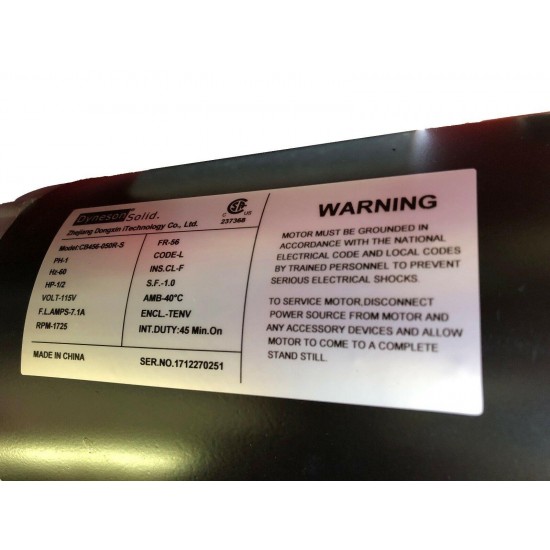 Dyneson Solid.
Zhejiang Dongxin iTechnology Co., Ltd.
C SA US
237368
Model:CB456-050R-S
PH-1
Hz-60
HP-1/2
VOLT-115V
F.L.AMPS-7.1A
RPM-1725
FR-56
CODE-L
INS.CL-F
S.F.-1.0
AMB-40°C
ENCL-TENV
INT.DUTY:45 Min.On
MADE IN CHINA
SER.NO.1712270251
WARNING
MOTOR MUST BE GROUNDED IN
ACCORDANCE WITH THE NATIONAL
ELECTRICAL CODE AND LOCAL CODES
BY TRAINED PERSONNEL TO PREVENT
SERIOUS ELECTRICAL SHOCKS.
TO SERVICE MOTOR,DISCONNECT
POWER SOURCE FROM MOTOR AND
ANY ACCESSORY DEVICES AND ALLOW
MOTOR TO COME TO A COMPLETE
STAND STILL.